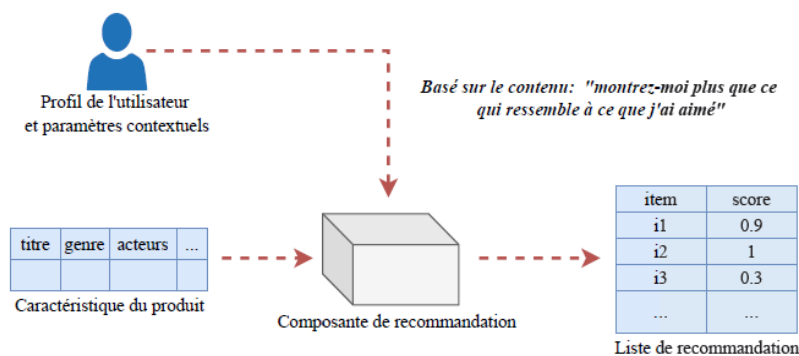 Profil de l'utilisateur
et paramètres contextuels
Basé sur le contenu: "montrez-moi plus que ce
qui ressemble à ce que j'ai aimé"
titre genre acteurs ...
Caractéristique du produit
Composante de recommandation
item score
i1 0.9
i2 1
i3 0.3
... ...
Liste de recommandation